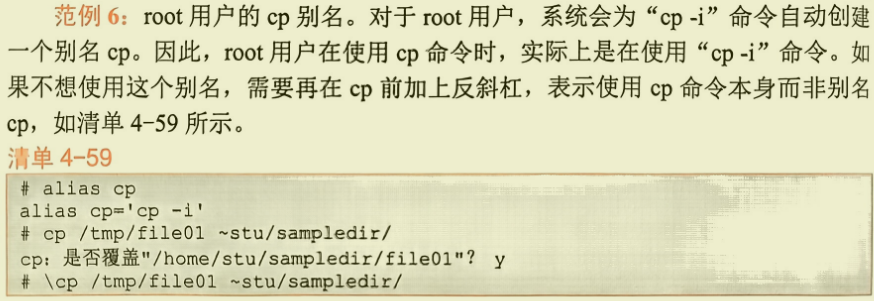 范例 6：root 用户的 cp 别名。对于 root 用户，系统会为“cp -i”命令自动创建
一个别名 cp。因此，root 用户在使用 cp 命令时，实际上是在使用“cp -i”命令。如
果不想使用这个别名，需要再在 cp 前加上反斜杠，表示使用 cp 命令本身而非别名
cp，如清单 4-59 所示。
清单 4-59
# alias cp
alias cp='cp -i'
# cp /tmp/file01 ~stu/sampledir/
cp：是否覆盖"/home/stu/sampledir/file01"？ y
# \cp /tmp/file01 ~stu/sampledir/